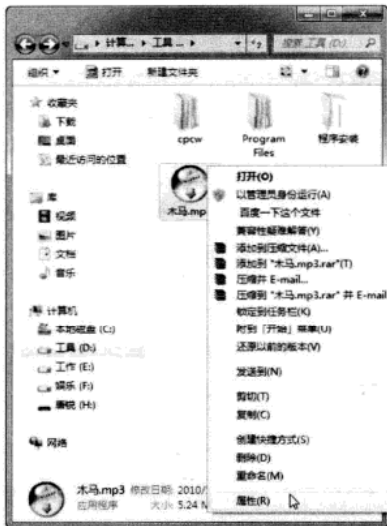 计算... ▸ 工具 ... ▸
搜索 工具 (D:)
组织 ▼ 打开 新建文件夹
收藏夹
下载
桌面
最近访问的位置
库
视频
图片
文档
音乐
计算机
本地磁盘 (C:)
工具 (D:)
工作 (E:)
娱乐 (F:)
网络
cpcw
Program Files
程序安装
木马.mp
打开(O)
以管理员身份运行(A)
百度一下这个文件
兼容性疑难解答(Y)
添加到压缩文件(A)...
添加到 "木马.mp3.rar"(T)
压缩并 E-mail...
压缩到 "木马.mp3.rar" 并 E-mail
锁定到任务栏(K)
附到「开始」菜单(U)
还原以前的版本(V)
发送到(N)
剪切(T)
复制(C)
创建快捷方式(S)
删除(D)
重命名(M)
属性(R)
木马.mp3 修改日期: 2010/
应用程序 大小: 5.24 M